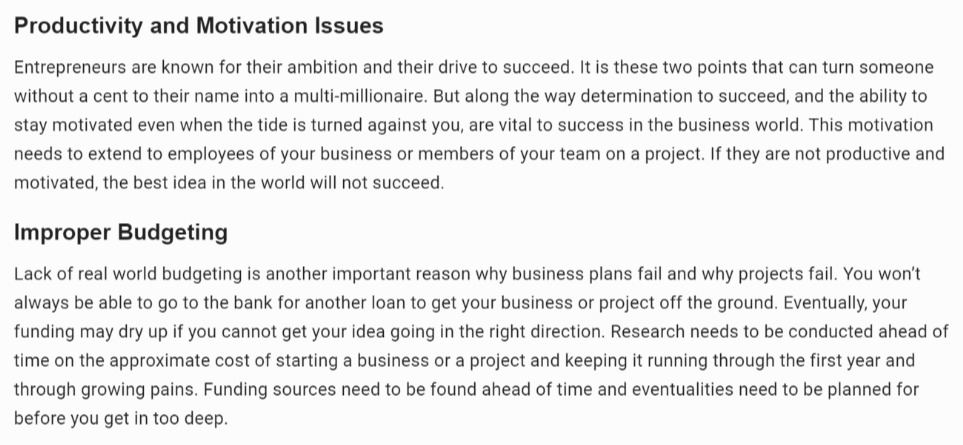 Productivity and Motivation Issues
Entrepreneurs are known for their ambition and their drive to succeed. It is these two points that can turn someone
without a cent to their name into a multi-millionaire. But along the way determination to succeed, and the ability to
stay motivated even when the tide is turned against you, are vital to success in the business world. This motivation
needs to extend to employees of your business or members of your team on a project. If they are not productive and
motivated, the best idea in the world will not succeed.
Improper Budgeting
Lack of real world budgeting is another important reason why business plans fail and why projects fail. You won’t
always be able to go to the bank for another loan to get your business or project off the ground. Eventually, your
funding may dry up if you cannot get your idea going in the right direction. Research needs to be conducted ahead of
time on the approximate cost of starting a business or a project and keeping it running through the first year and
through growing pains. Funding sources need to be found ahead of time and eventualities need to be planned for
before you get in too deep.